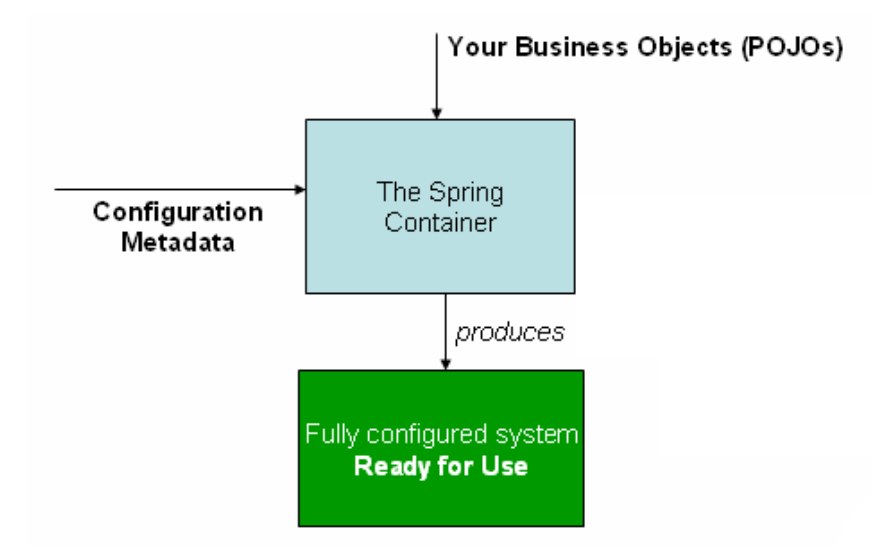 Your Business Objects (POJOs)
The Spring
Container
Configuration
Metadata
produces
Fully configured system
Ready for Use